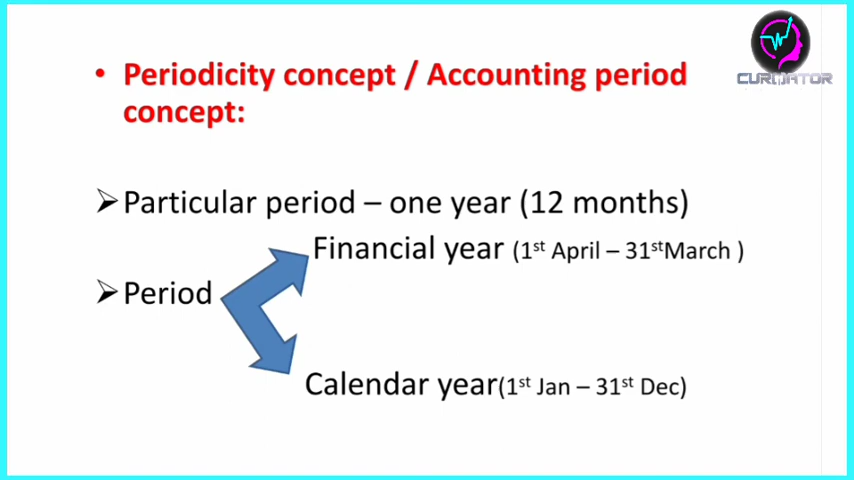 CURIJATOR
• Periodicity concept / Accounting period
concept:
➢Particular period – one year (12 months)
Financial year (1st April – 31stMarch )
➢Period
Calendar year(1st Jan – 31st Dec)